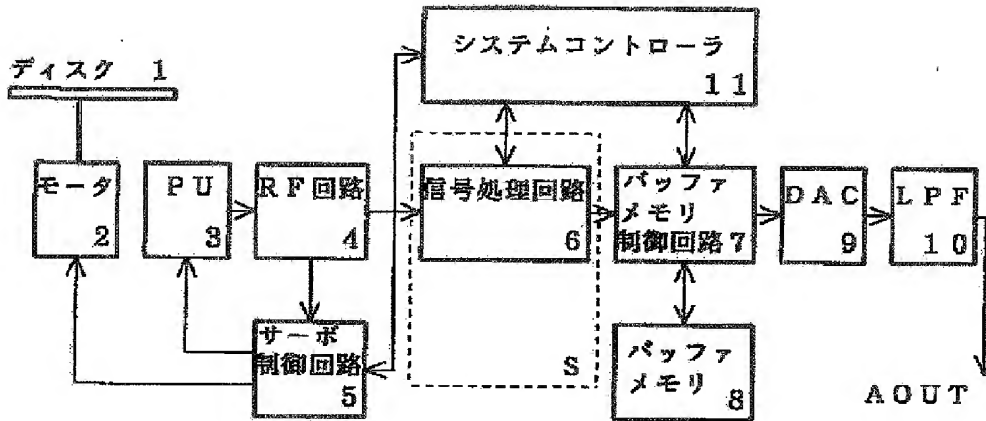 システムコントローラ
11
ディスク 1
モータ
2
PU
3
RF回路
4
信号処理回路
6
バッファ
メモリ
制御回路7
DAC
9
LPF
10
サーボ
制御回路
5
S
バッファ
メモリ
8
AOUT